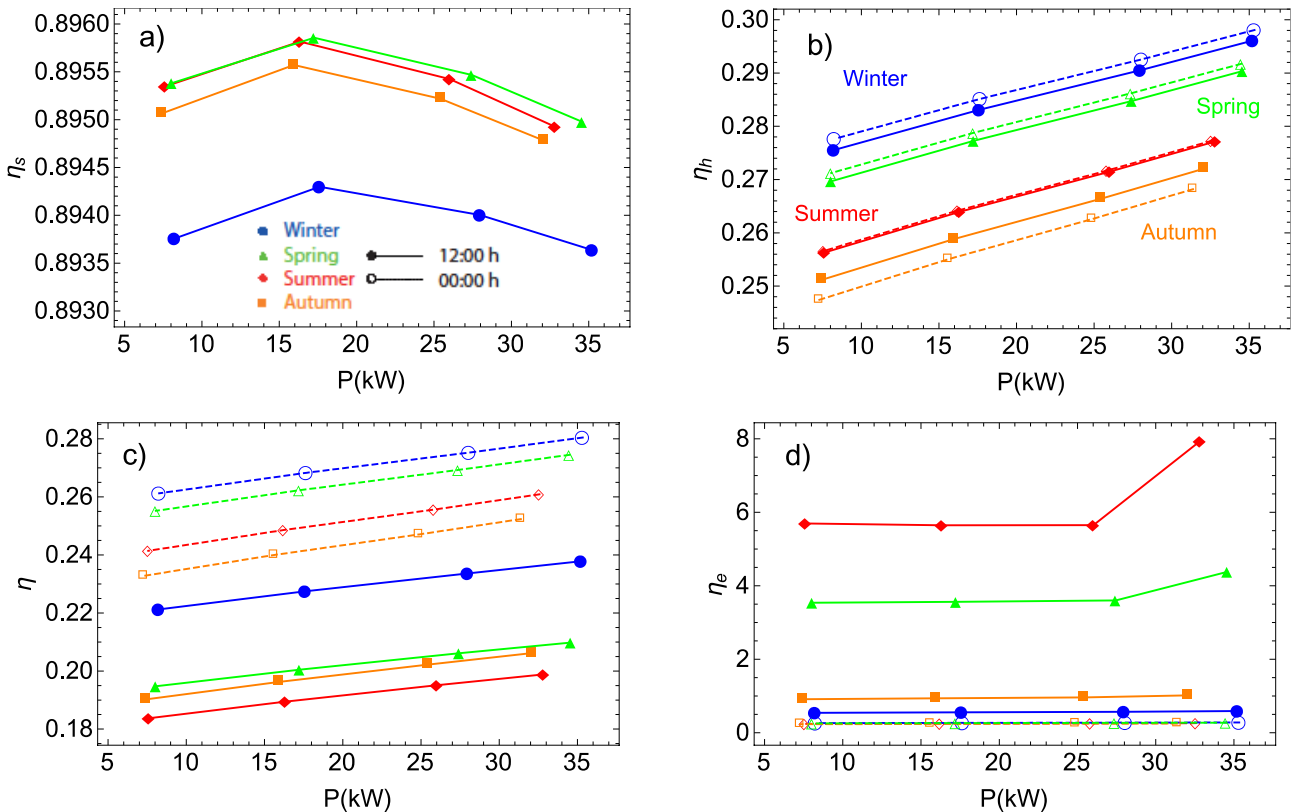 a)
0.8960
0.8955
0.8950
0.8945
0.8940
0.8935
0.8930
ηs
Winter
Spring
Summer
Autumn
12:00 h
00:00 h
5 10 15 20 25 30 35
P(kW)
b)
0.30
0.29
0.28
0.27
0.26
0.25
ηh
Winter
Spring
Summer
Autumn
5 10 15 20 25 30 35
P(kW)
c)
0.28
0.26
0.24
0.22
0.20
0.18
η
5 10 15 20 25 30 35
P(kW)
d)
8
6
4
2
0
ηe
5 10 15 20 25 30 35
P(kW)